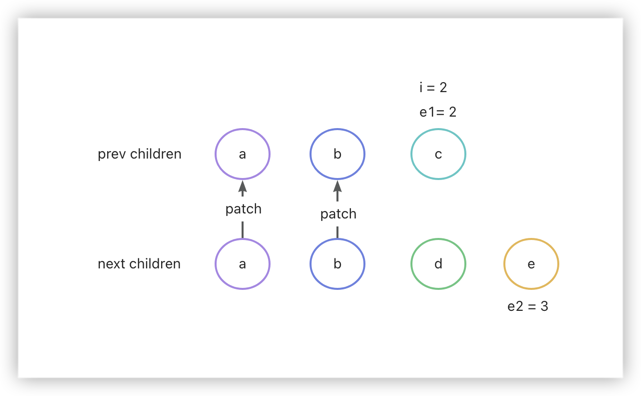 i = 2
e1= 2
prev children a b c
patch patch
next children a b d e
e2 = 3